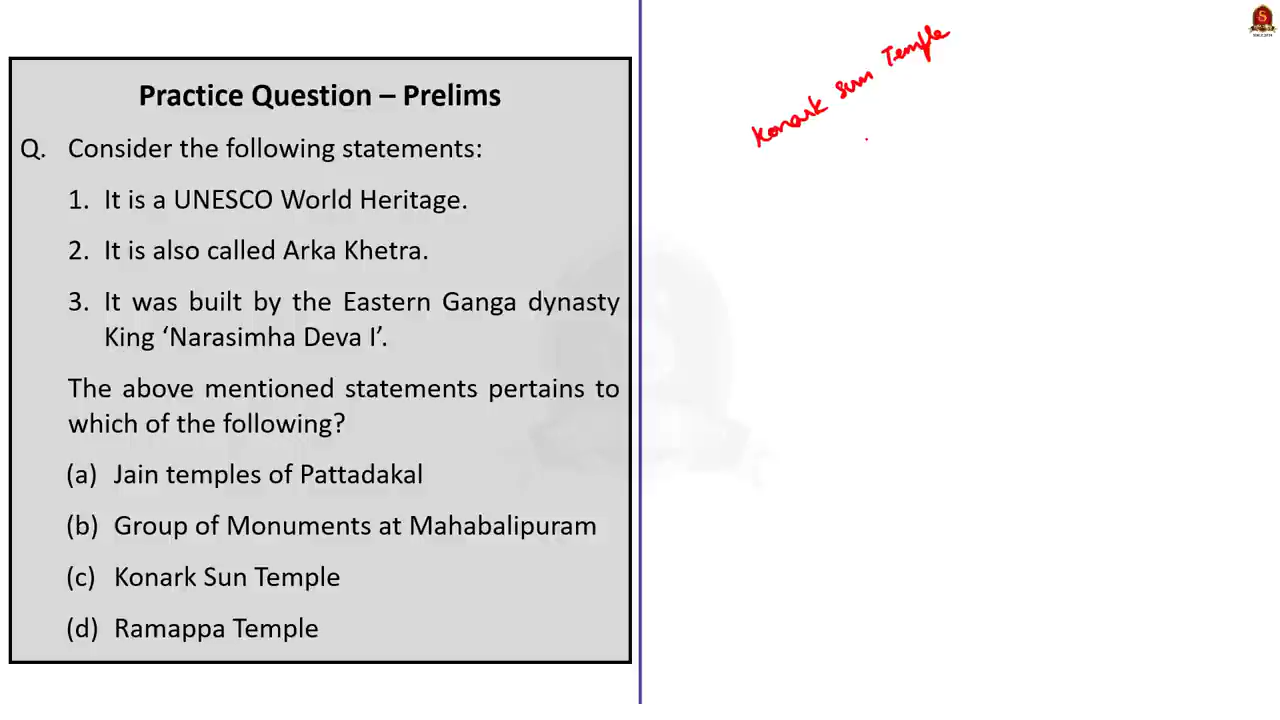 Practice Question – Prelims
Q. Consider the following statements:
1. It is a UNESCO World Heritage.
2. It is also called Arka Khetra.
3. It was built by the Eastern Ganga dynasty
King ‘Narasimha Deva I’.
The above mentioned statements pertains to
which of the following?
(a) Jain temples of Pattadakal
(b) Group of Monuments at Mahabalipuram
(c) Konark Sun Temple
(d) Ramappa Temple
Konark Sun Temple